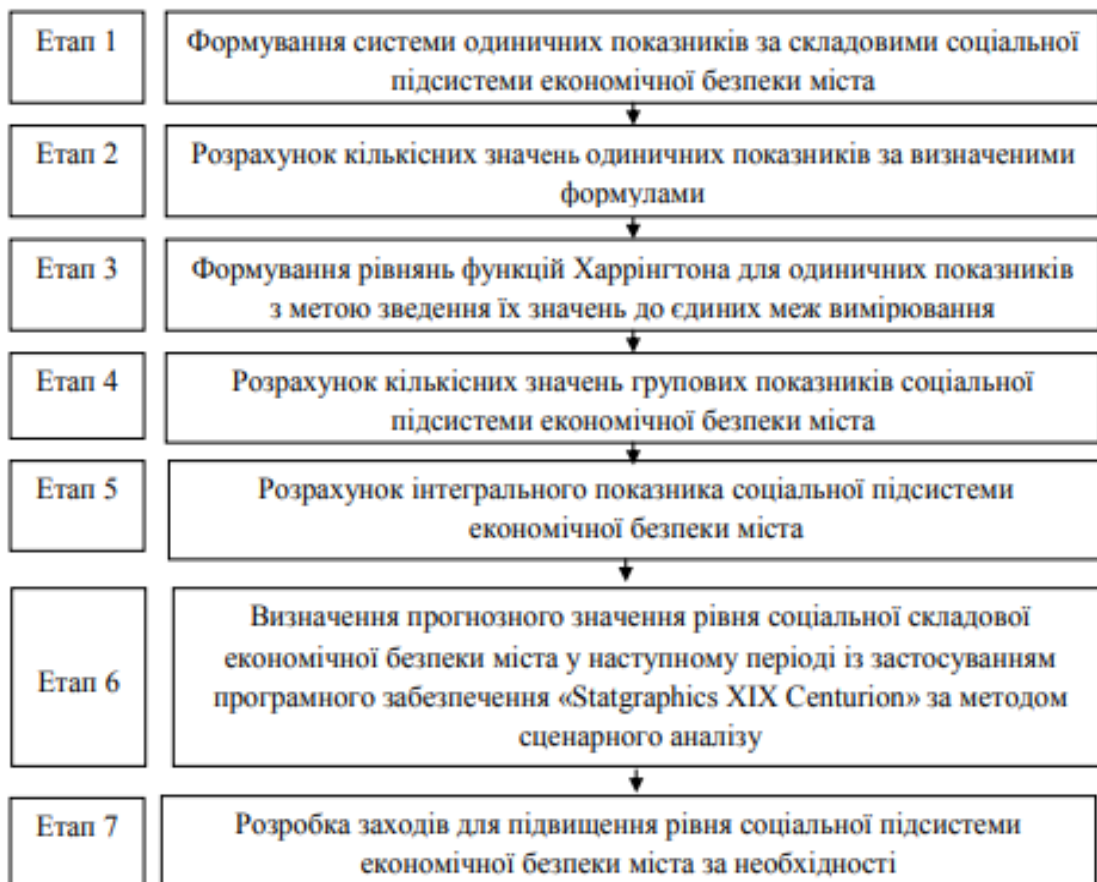 Етап 1
Формування системи одиничних показників за складовими соціальної
підсистеми економічної безпеки міста
Етап 2
Розрахунок кількісних значень одиничних показників за визначеними
формулами
Етап 3
Формування рівнянь функцій Харрінгтона для одиничних показників
з метою зведення їх значень до єдиних меж вимірювання
Етап 4
Розрахунок кількісних значень групових показників соціальної
підсистеми економічної безпеки міста
Етап 5
Розрахунок інтегрального показника соціальної підсистеми
економічної безпеки міста
Етап 6
Визначення прогнозного значення рівня соціальної складової
економічної безпеки міста у наступному періоді із застосуванням
програмного забезпечення «Statgraphics XIX Centurion» за методом
сценарного аналізу
Етап 7
Розробка заходів для підвищення рівня соціальної підсистеми
економічної безпеки міста за необхідності